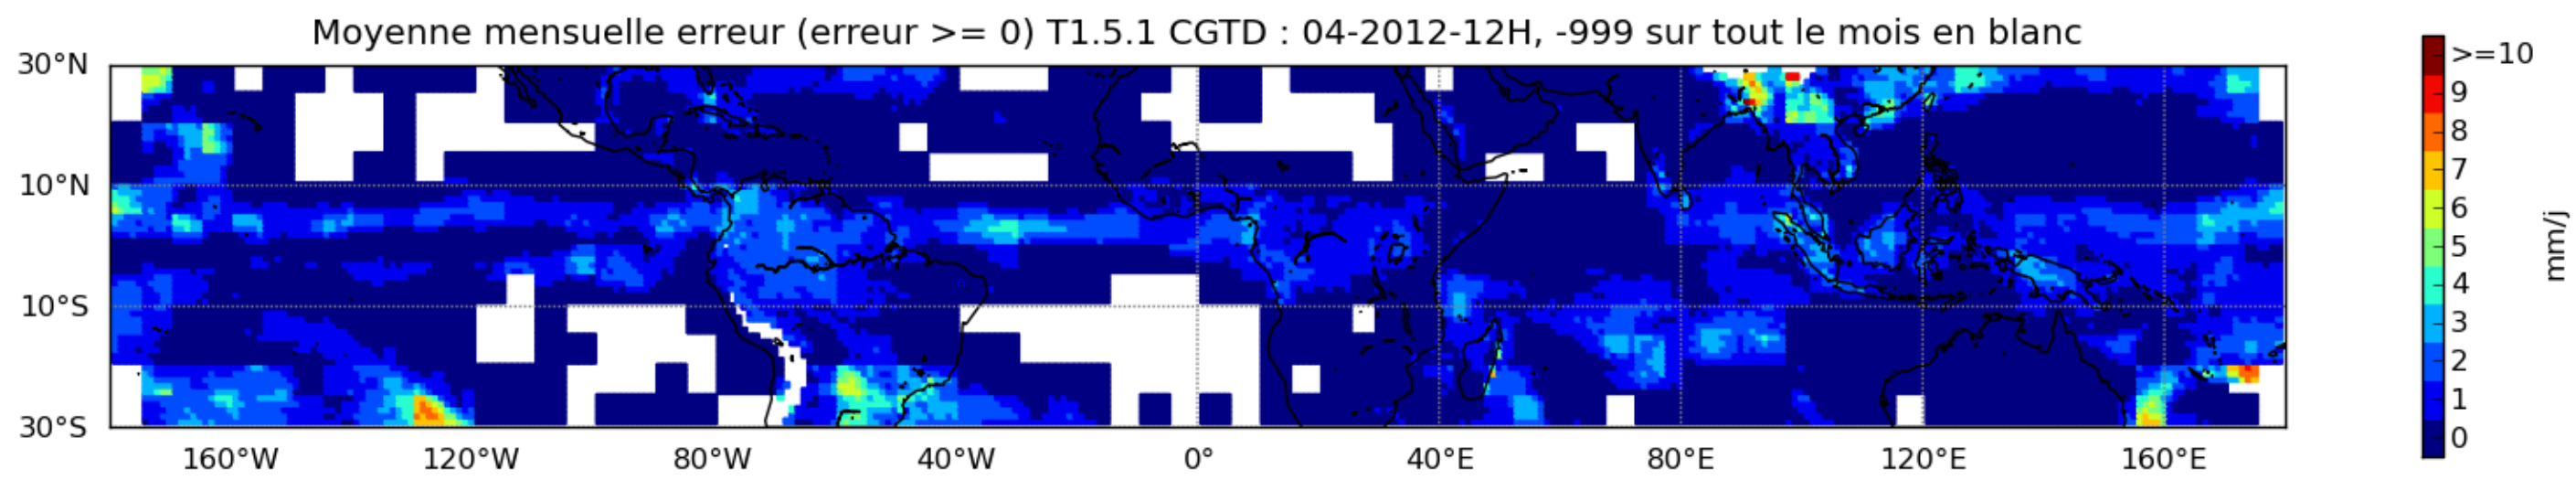 Moyenne mensuelle erreur (erreur >= 0) T1.5.1 CGTD : 04-2012-12H, -999 sur tout le mois en blanc
30°N
10°N
10°S
30°S
160°W 120°W 80°W 40°W 0° 40°E 80°E 120°E 160°E
>=10
9
8
7
6
5
4
3
2
1
0
mm/j